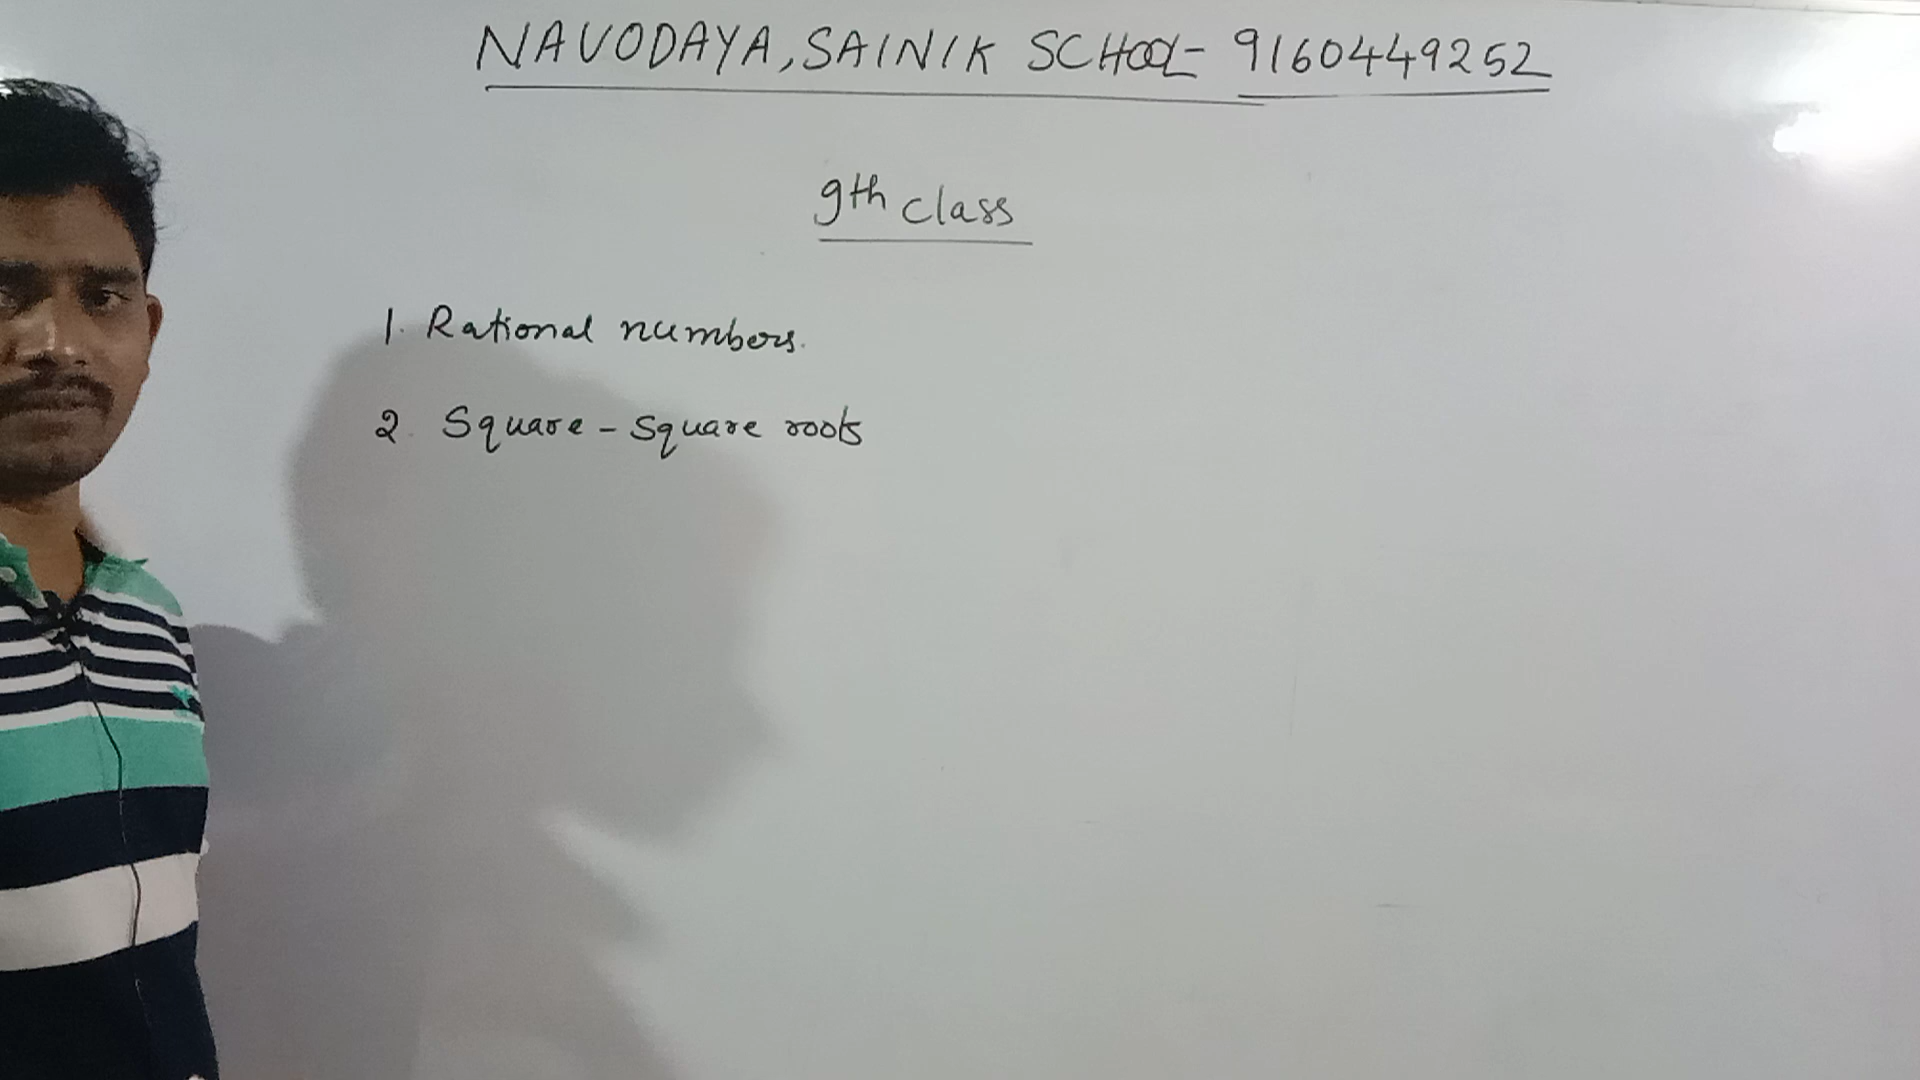 NAVODAYA, SAINIK SCHOOL - 9160449252
9th class
1. Rational numbers.
2. Square - Square roots